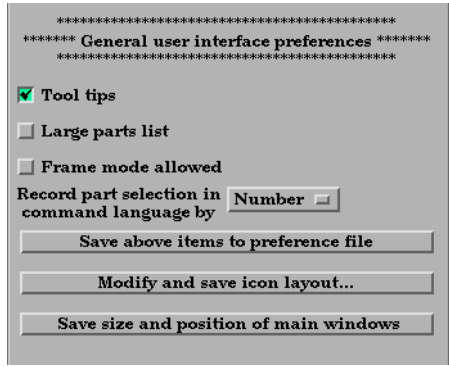 ********************************************
******* General user interface preferences *******
********************************************
Tool tips
Large parts list
Frame mode allowed
Record part selection in
command language by
Number
Save above items to preference file
Modify and save icon layout...
Save size and position of main windows